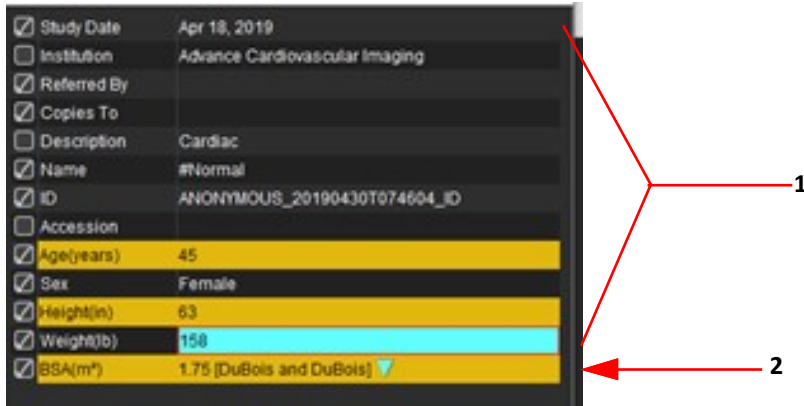 Study Date Apr 18, 2019
Institution Advance Cardiovascular Imaging
Referred By
Copies To
Description Cardiac
Name #Normal
ID ANONYMOUS_20190430T074604_ID
Accession
Age(years) 45
Sex Female
Height(in) 63
Weight(lb) 158
BSA(m²) 1.75 [DuBois and DuBois]
1
2